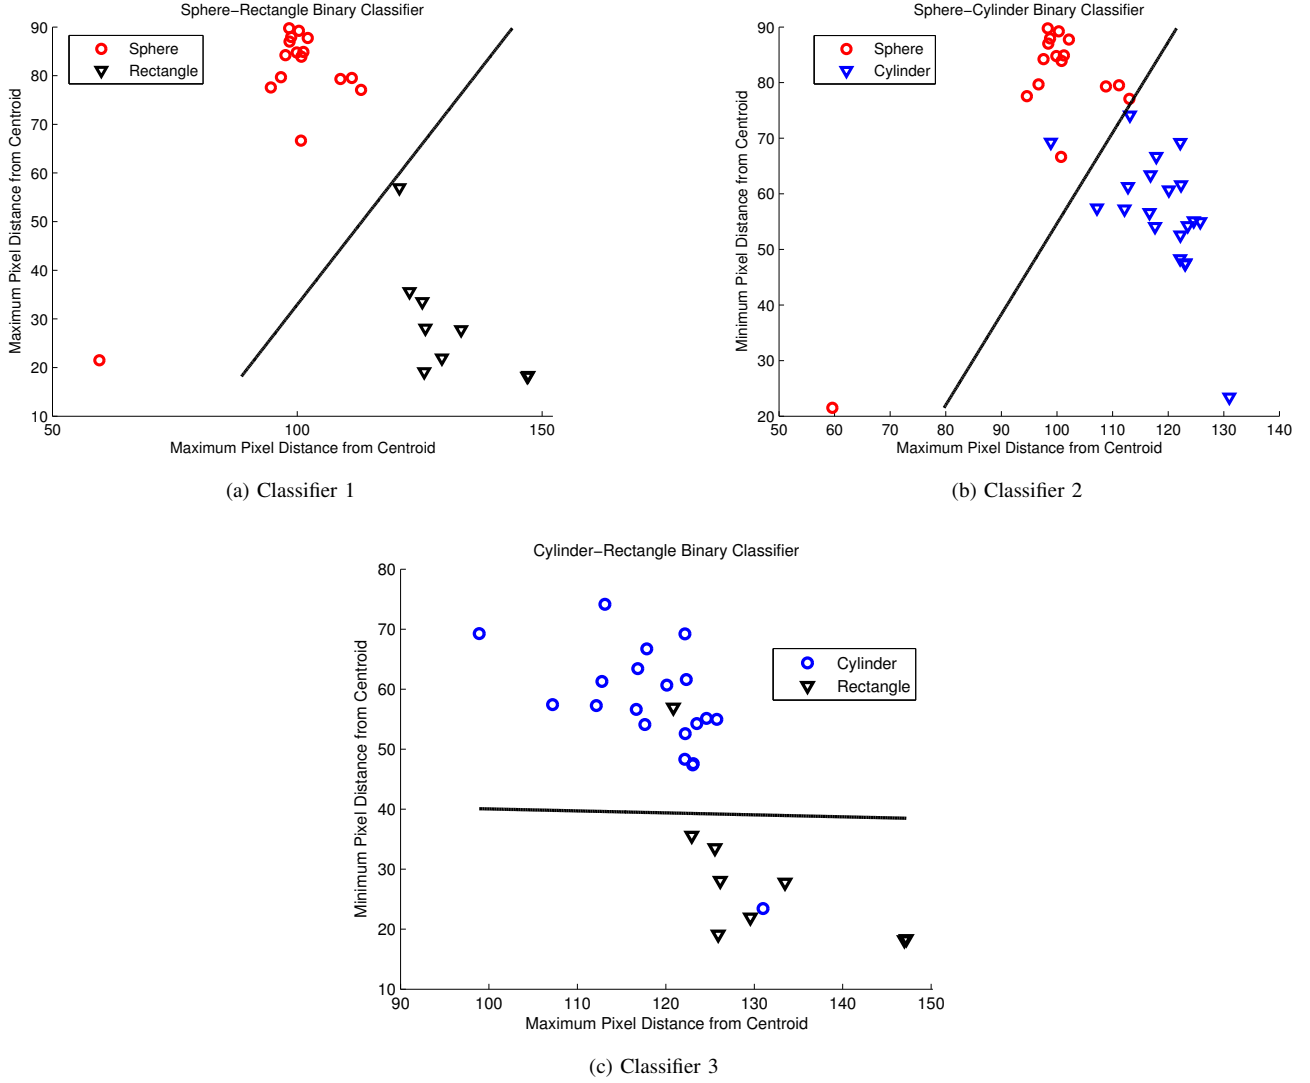 Sphere−Rectangle Binary Classifier
90
80
70
60
50
40
30
20
10
50
100
150
Maximum Pixel Distance from Centroid
Maximum Pixel Distance from Centroid
Sphere
Rectangle
(a) Classifier 1
Sphere−Cylinder Binary Classifier
90
80
70
60
50
40
30
20
50
60
70
80
90
100
110
120
130
140
Minimum Pixel Distance from Centroid
Maximum Pixel Distance from Centroid
Sphere
Cylinder
(b) Classifier 2
Cylinder−Rectangle Binary Classifier
80
70
60
50
40
30
20
10
90
100
110
120
130
140
150
Minimum Pixel Distance from Centroid
Maximum Pixel Distance from Centroid
Cylinder
Rectangle
(c) Classifier 3